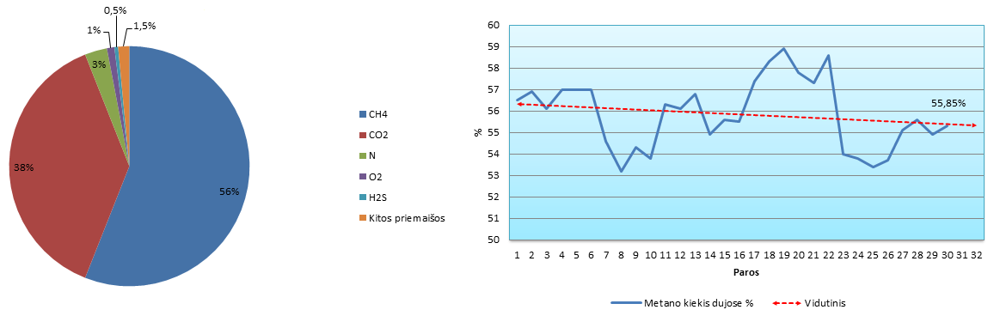 0,5%
1%
1,5%
3%
38%
56%
CH4
CO2
N
O2
H2S
Kitos priemaišos
60
59
58
57
56
55
54
53
52
51
50
%
55,85%
1 2 3 4 5 6 7 8 9 10 11 12 13 14 15 16 17 18 19 20 21 22 23 24 25 26 27 28 29 30 31 32
Paros
Metano kiekis dujose % Vidutinis